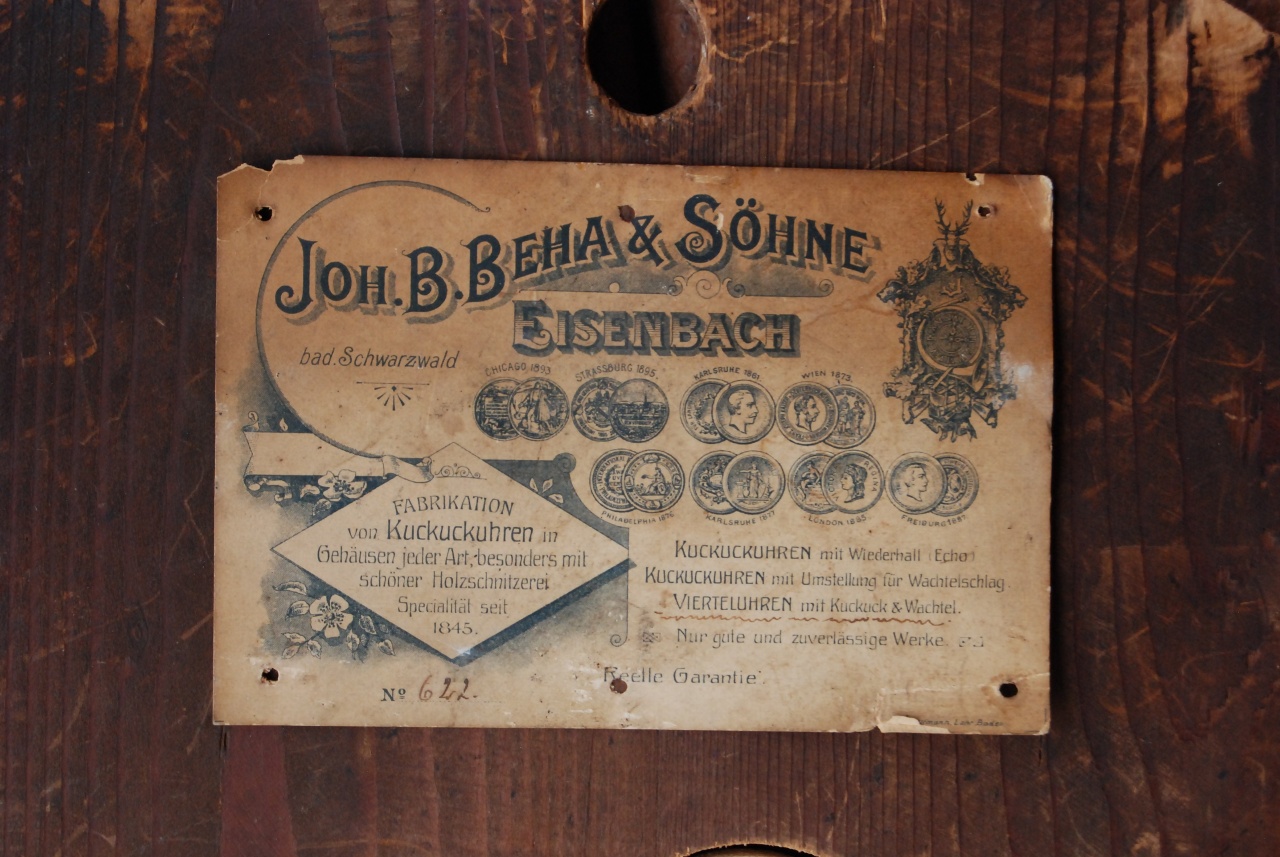 JOH. B. BEHA & SÖHNE
EISENBACH
bad. Schwarzwald
CHICAGO 1893
STRASSBURG 1895
KARLSRUHE 1861
WIEN 1873
PHILADELPHIA 1876
KARLSRUHE 1877
LONDON 1885
FREIBURG 1881
FABRIKATION
von Kuckuckuhren in
Gehäusen jeder Art, besonders mit
schöner Holzschnitzerei
Specialität seit
1845.
KUCKUCKUHREN mit Wiederhall (Echo)
KUCKUCKUHREN mit Umstellung für Wachtelschlag.
VIERTELUHREN mit Kuckuck & Wachtel.
Nur gute und zuverlässige Werke.
Reelle Garantie.
No 622.